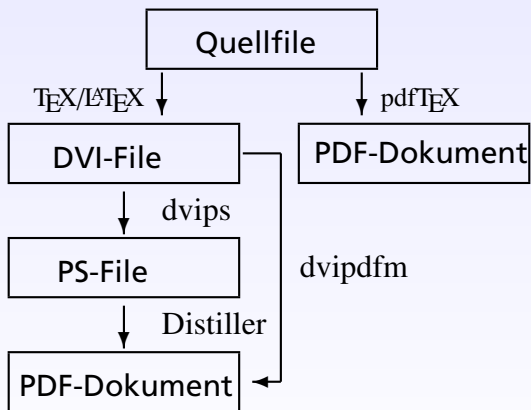 Quellfile
TEX/LATEX
pdfTEX
DVI-File
PDF-Dokument
dvips
PS-File
dvipdfm
Distiller
PDF-Dokument